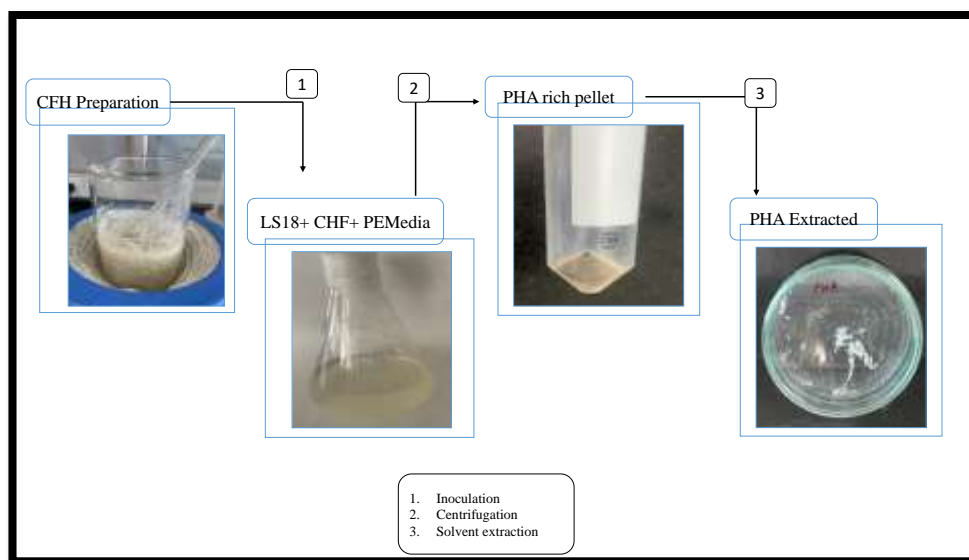 CFH Preparation
1
LS18+ CHF+ PEMedia
2
PHA rich pellet
3
PHA Extracted
PHA
1. Inoculation
2. Centrifugation
3. Solvent extraction